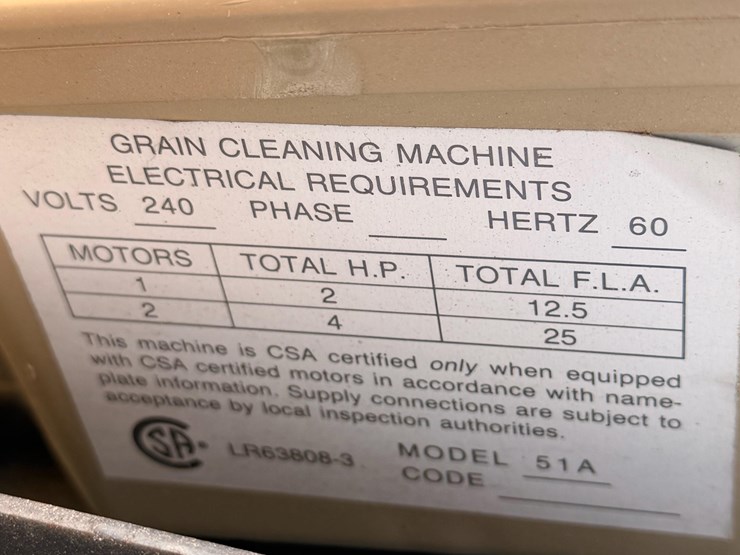 GRAIN CLEANING MACHINE
ELECTRICAL REQUIREMENTS
VOLTS 240 PHASE HERTZ 60
MOTORS TOTAL H.P. TOTAL F.L.A.
1 2 12.5
2 4 25
This machine is CSA certified only when equipped
with CSA certified motors in accordance with name-
plate information. Supply connections are subject to
acceptance by local inspection authorities.
CSA LR63808-3 MODEL 51A
CODE